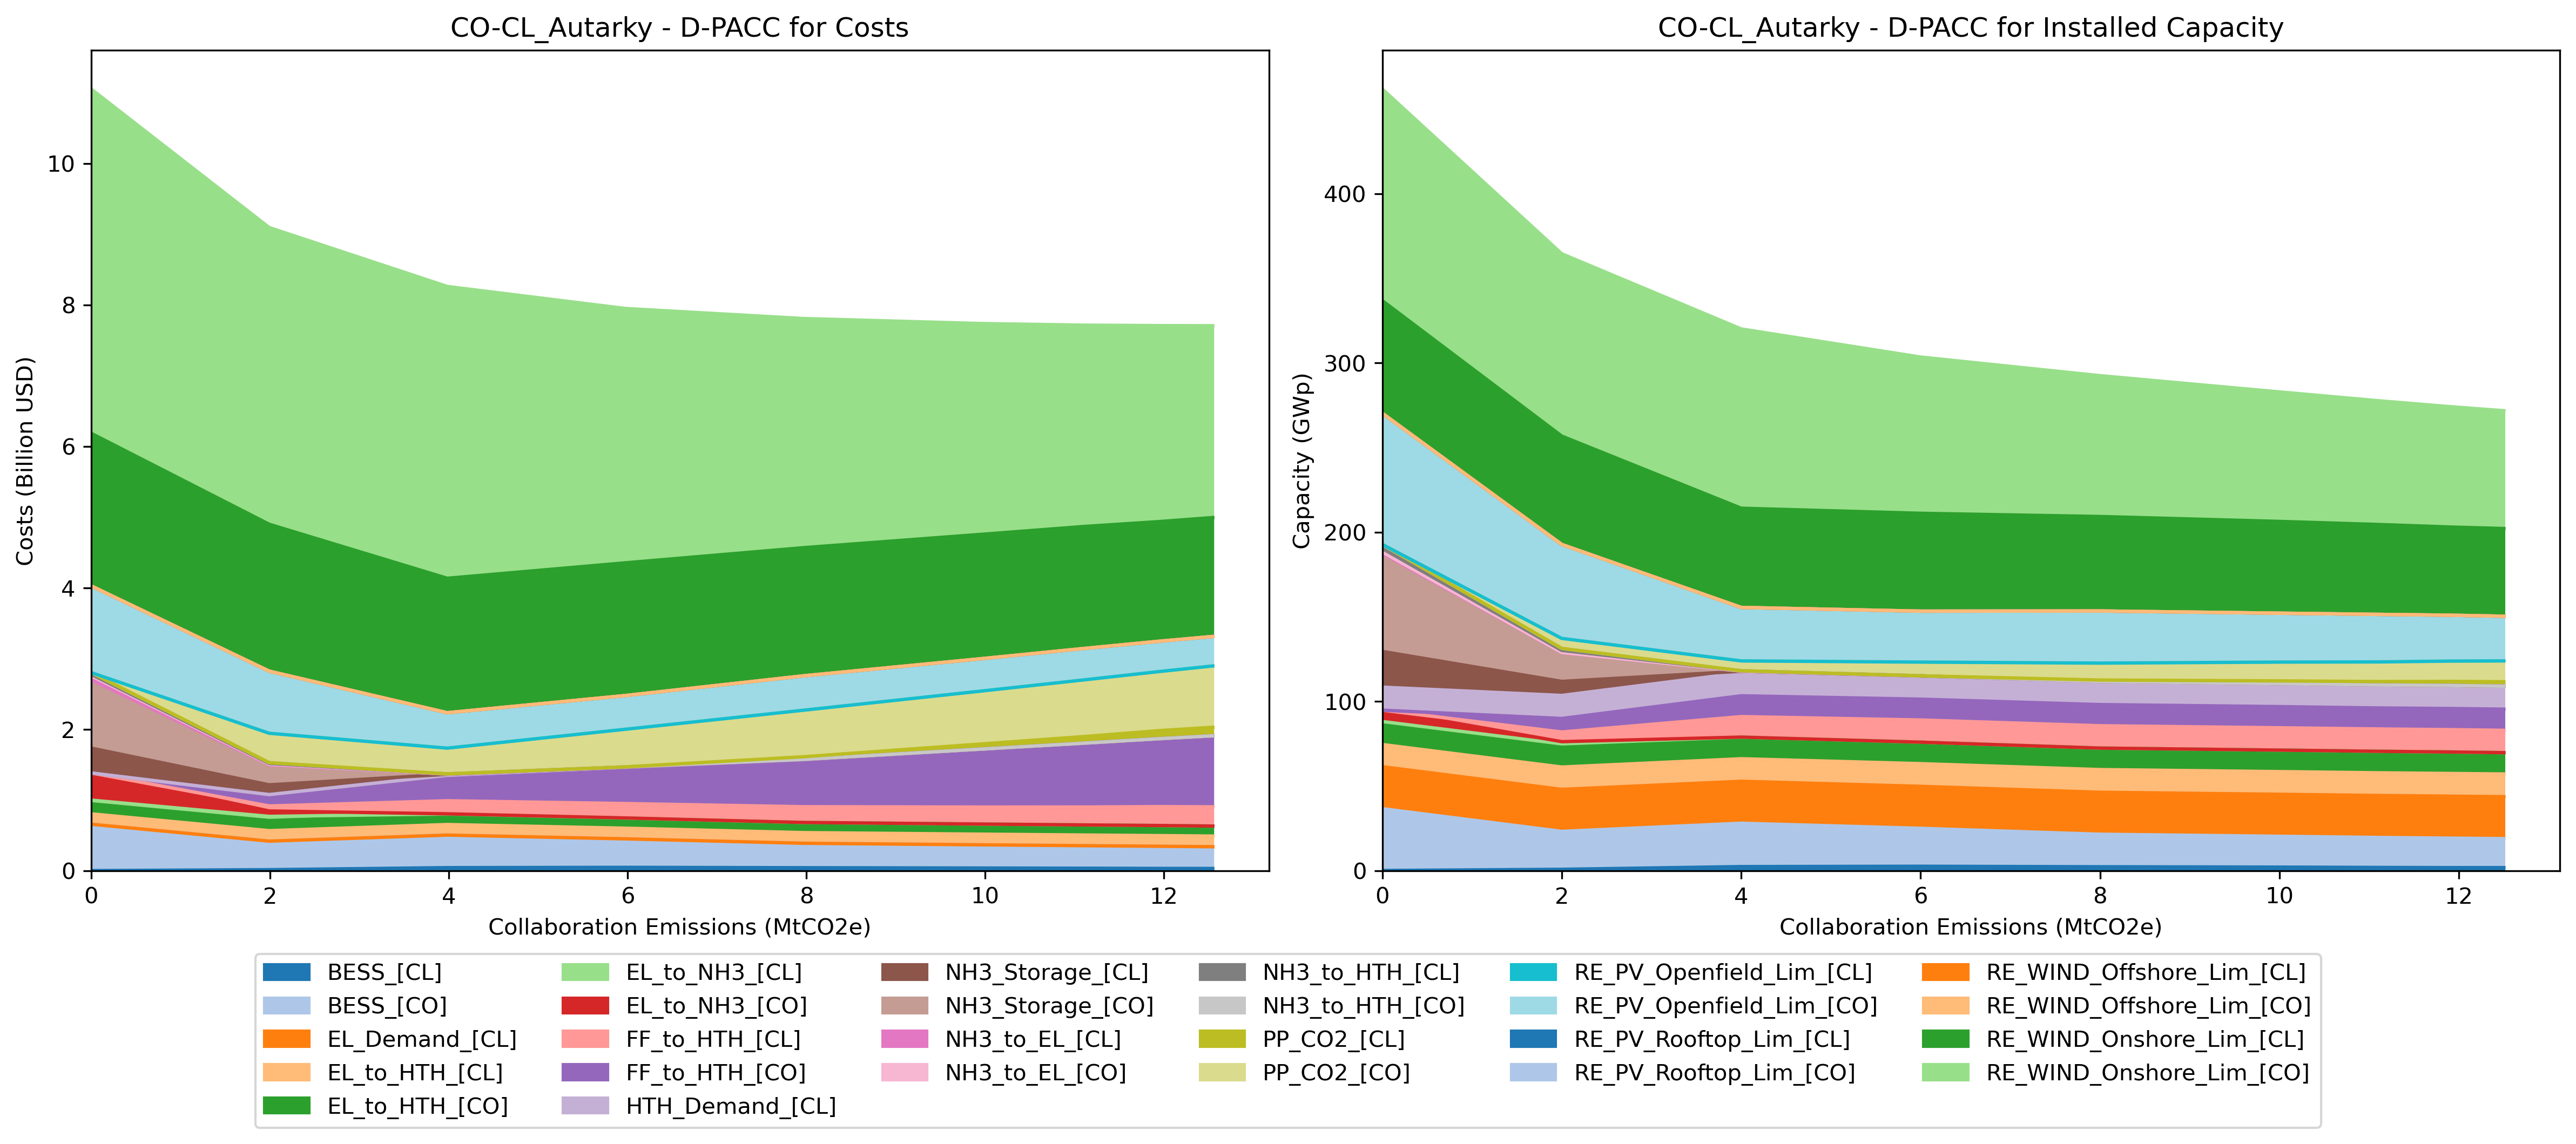 CO-CL_Autarky - D-PACC for Costs
Costs (Billion USD)
10
8
6
4
2
0
0 2 4 6 8 10 12
Collaboration Emissions (MtCO2e)
CO-CL_Autarky - D-PACC for Installed Capacity
Capacity (GWp)
400
300
200
100
0
0 2 4 6 8 10 12
Collaboration Emissions (MtCO2e)
BESS_[CL]
BESS_[CO]
EL_Demand_[CL]
EL_to_HTH_[CL]
EL_to_HTH_[CO]
EL_to_NH3_[CL]
EL_to_NH3_[CO]
FF_to_HTH_[CL]
FF_to_HTH_[CO]
HTH_Demand_[CL]
NH3_Storage_[CL]
NH3_Storage_[CO]
NH3_to_EL_[CL]
NH3_to_EL_[CO]
NH3_to_HTH_[CL]
NH3_to_HTH_[CO]
PP_CO2_[CL]
PP_CO2_[CO]
RE_PV_Openfield_Lim_[CL]
RE_PV_Openfield_Lim_[CO]
RE_PV_Rooftop_Lim_[CL]
RE_PV_Rooftop_Lim_[CO]
RE_WIND_Offshore_Lim_[CL]
RE_WIND_Offshore_Lim_[CO]
RE_WIND_Onshore_Lim_[CL]
RE_WIND_Onshore_Lim_[CO]